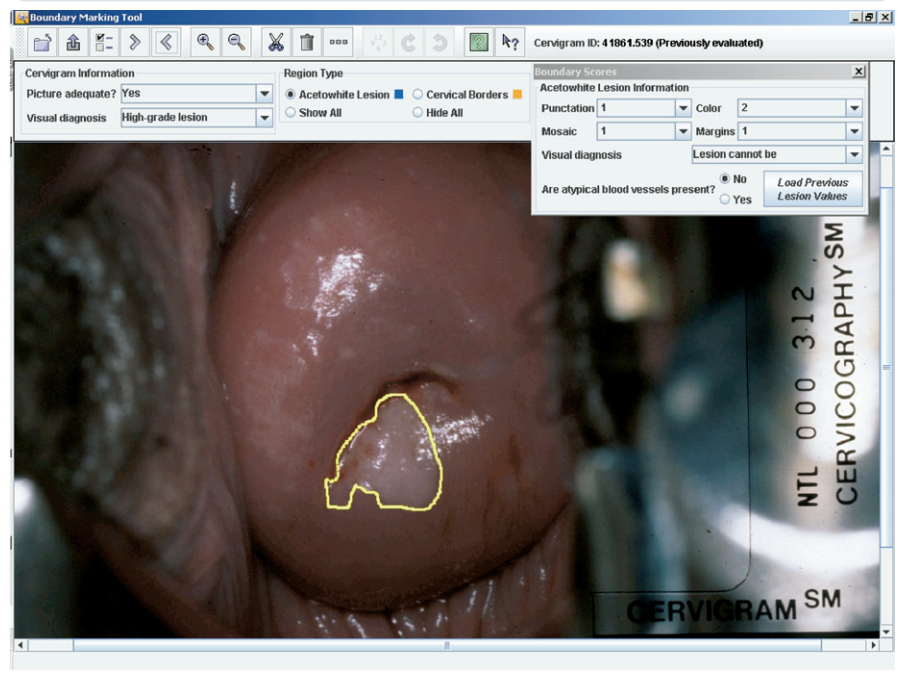 Boundary Marking Tool
Cervigram ID: 41861.539 (Previously evaluated)
Cervigram Information
Picture adequate? Yes
Visual diagnosis High-grade lesion
Region Type
Acetowhite Lesion Cervical Borders
Show All Hide All
Boundary Scores
Acetowhite Lesion Information
Punctation 1 Color 2
Mosaic 1 Margins 1
Visual diagnosis Lesion cannot be
Are atypical blood vessels present? No
Yes
Load Previous
Lesion Values
NTL 000 312
CERVICOGRAPHY SM
CERVIGRAM SM